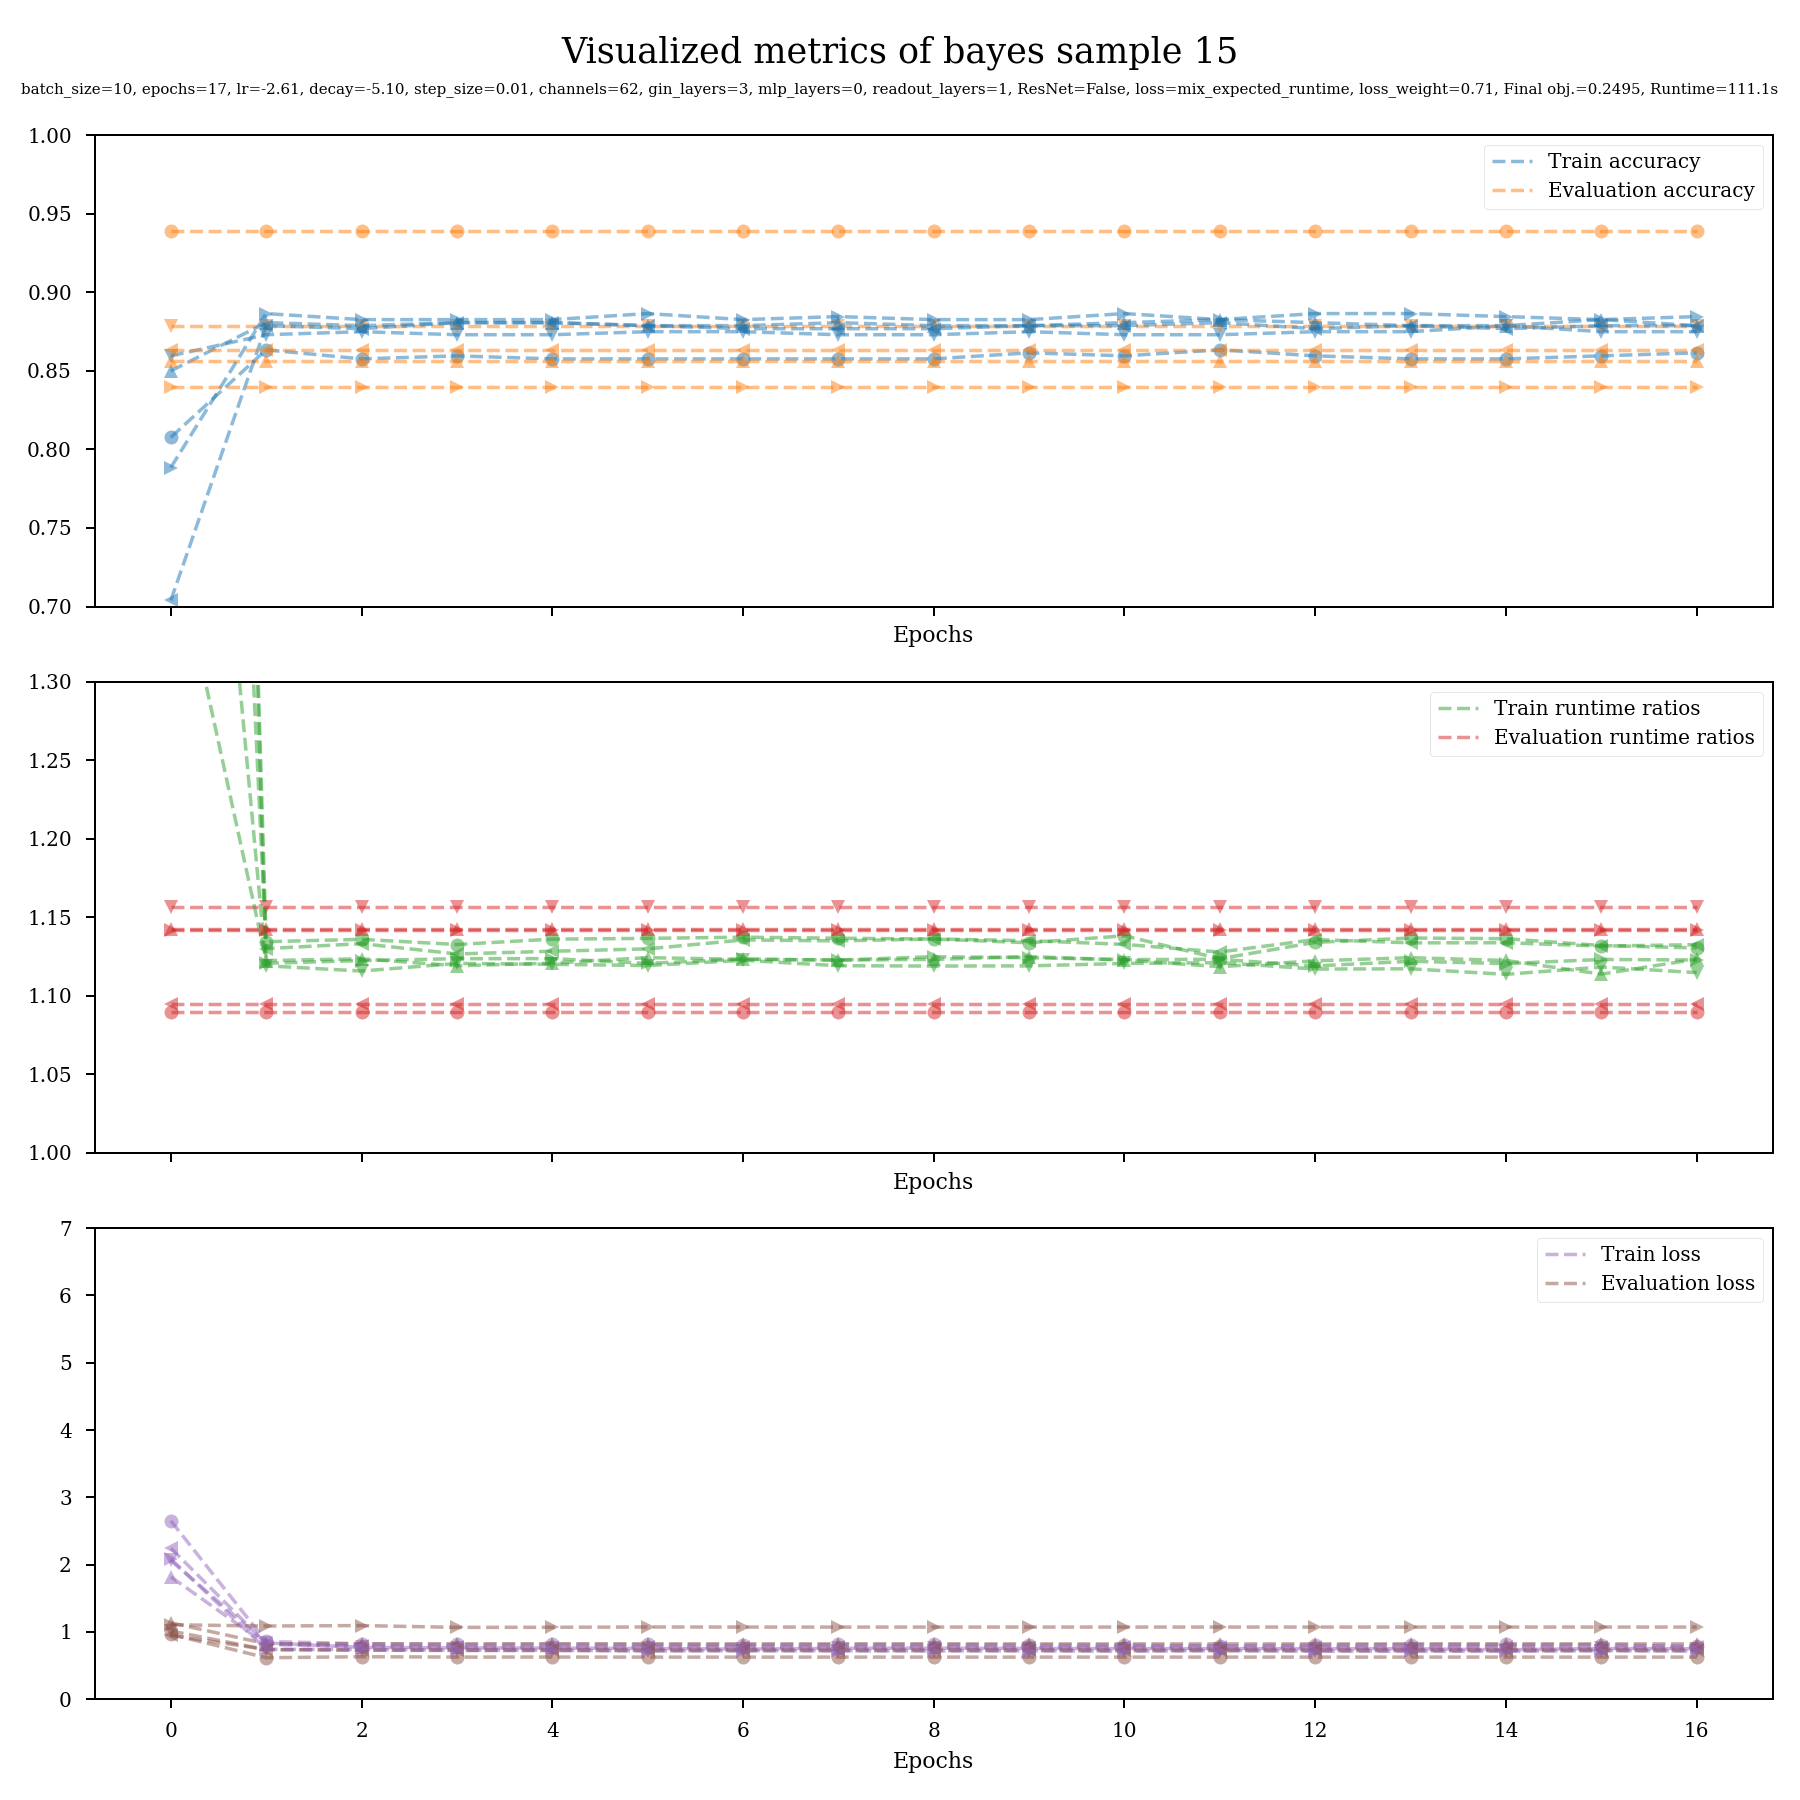 Visualized metrics of bayes sample 15
batch_size=10, epochs=17, lr=-2.61, decay=-5.10, step_size=0.01, channels=62, gin_layers=3, mlp_layers=0, readout_layers=1, ResNet=False, loss=mix_expected_runtime, loss_weight=0.71, Final obj.=0.2495, Runtime=111.1s
1.00
0.95
0.90
0.85
0.80
0.75
0.70
Train accuracy
Evaluation accuracy
Epochs
1.30
1.25
1.20
1.15
1.10
1.05
1.00
Train runtime ratios
Evaluation runtime ratios
Epochs
7
6
5
4
3
2
1
0
Train loss
Evaluation loss
0 2 4 6 8 10 12 14 16
Epochs